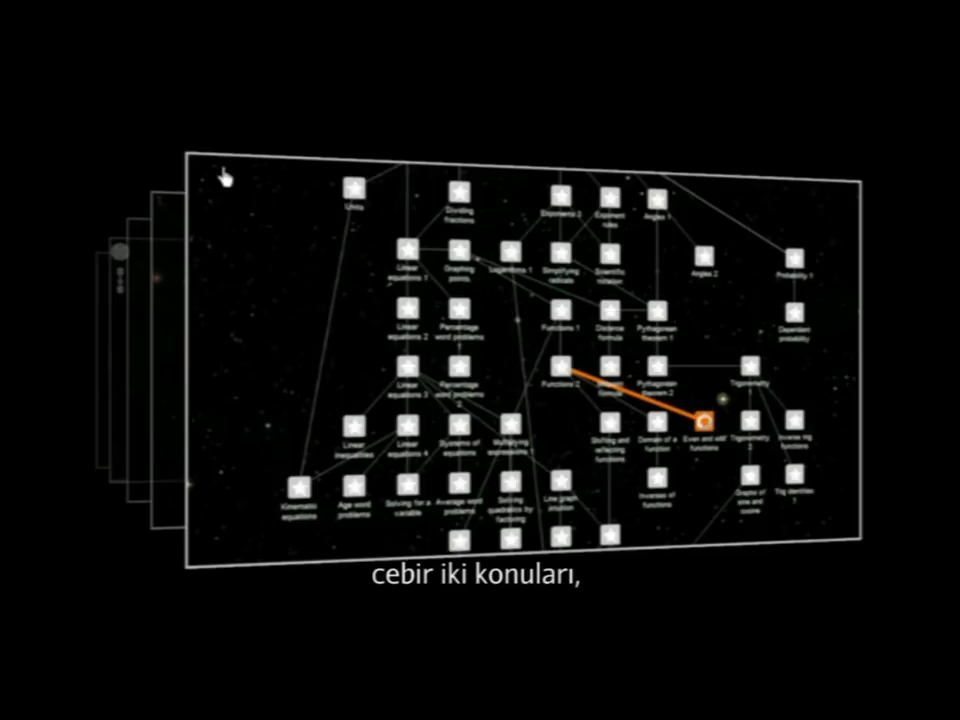 Units
Dividing
fractions
Exponents 2
Exponent
rules
Angles 1
Linear
equations 1
Graphing
points
Logarithms 1
Simplifying
radicals
Scientific
notation
Angles 2
Probability 1
Linear
equations 2
Percentage
word problems
1
Functions 1
Distance
formula
Pythagorean
theorem 1
Dependent
probability
Linear
equations 3
Percentage
word problems
2
Functions 2
formula
Pythagorean
theorem 2
Trigonometry
Linear
inequalities
Linear
equations 4
Systems of
equations
Multiplying
expressions
Shifting and
reflecting
functions
Domain of a
function
Even and odd
functions
Trigonometry
2
Inverse trig
functions
Kinematic
equations
Age word
problems
Solving for a
variable
Average word
problems
Solving
quadratics by
factoring
Line graph
intuition
Inverses of
functions
Graphs of
sine and
cosine
Trig identities
1
cebir iki konuları,